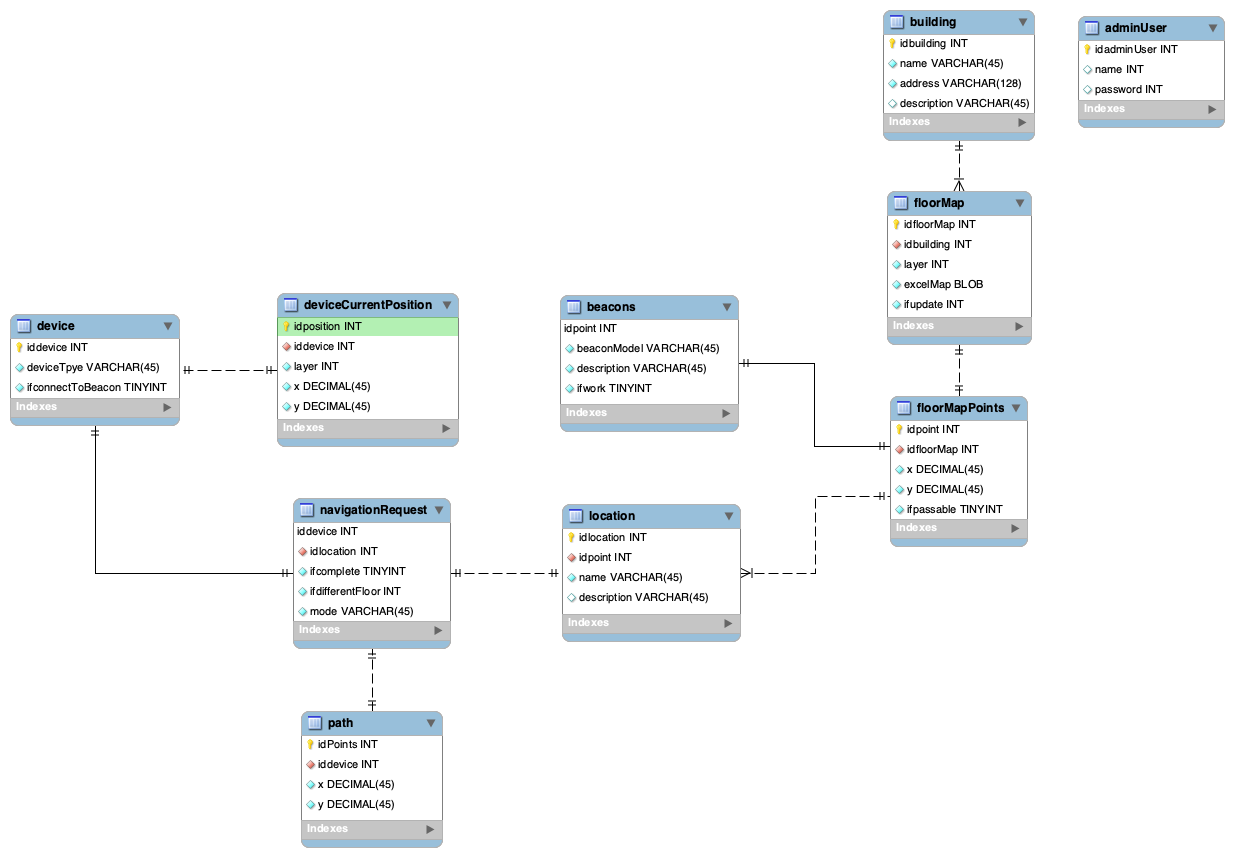 building
idbuilding INT
name VARCHAR(45)
address VARCHAR(128)
description VARCHAR(45)
Indexes
adminUser
idadminUser INT
name INT
password INT
Indexes
floorMap
idfloorMap INT
idbuilding INT
layer INT
excelMap BLOB
ifupdate INT
Indexes
device
iddevice INT
deviceTpye VARCHAR(45)
ifconnectToBeacon TINYINT
Indexes
deviceCurrentPosition
idposition INT
iddevice INT
layer INT
x DECIMAL(45)
y DECIMAL(45)
Indexes
beacons
idpoint INT
beaconModel VARCHAR(45)
description VARCHAR(45)
ifwork TINYINT
Indexes
floorMapPoints
idpoint INT
idfloorMap INT
x DECIMAL(45)
y DECIMAL(45)
ifpassable TINYINT
Indexes
navigationRequest
iddevice INT
idlocation INT
ifcomplete TINYINT
ifdifferentFloor INT
mode VARCHAR(45)
Indexes
location
idlocation INT
idpoint INT
name VARCHAR(45)
description VARCHAR(45)
Indexes
path
idPoints INT
iddevice INT
x DECIMAL(45)
y DECIMAL(45)
Indexes